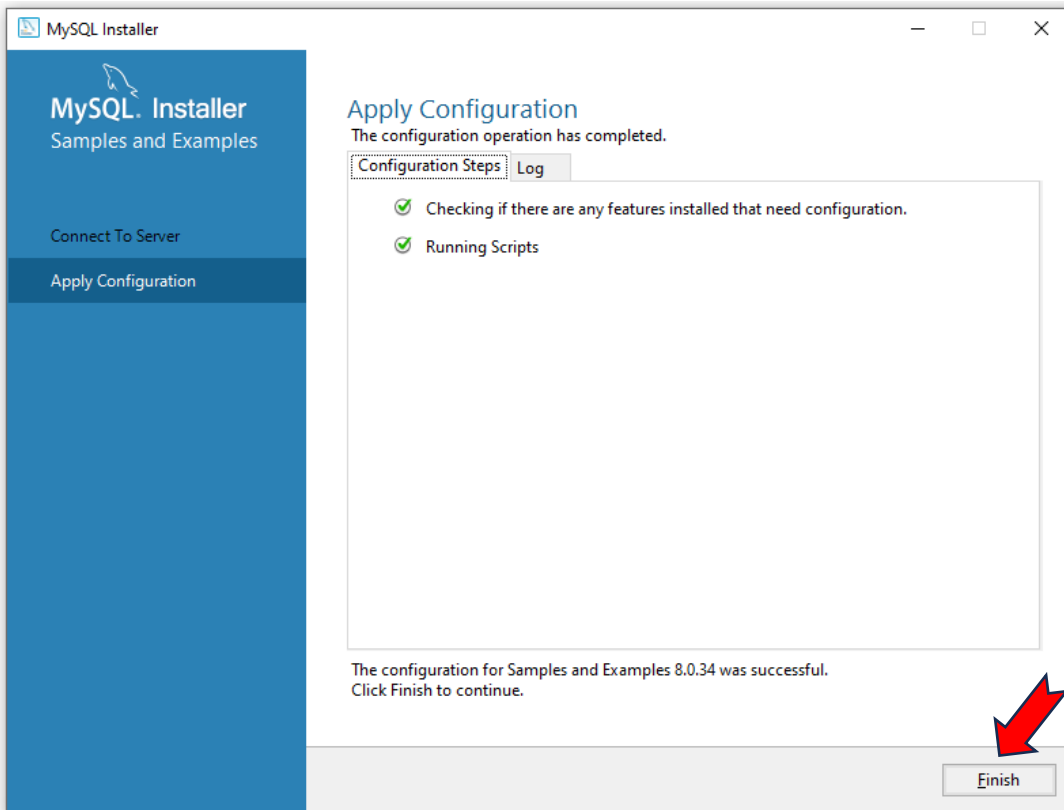 MySQL Installer
MySQL. Installer
Samples and Examples
Connect To Server
Apply Configuration
Apply Configuration
The configuration operation has completed.
Configuration Steps
Log
Checking if there are any features installed that need configuration.
Running Scripts
The configuration for Samples and Examples 8.0.34 was successful.
Click Finish to continue.
Finish